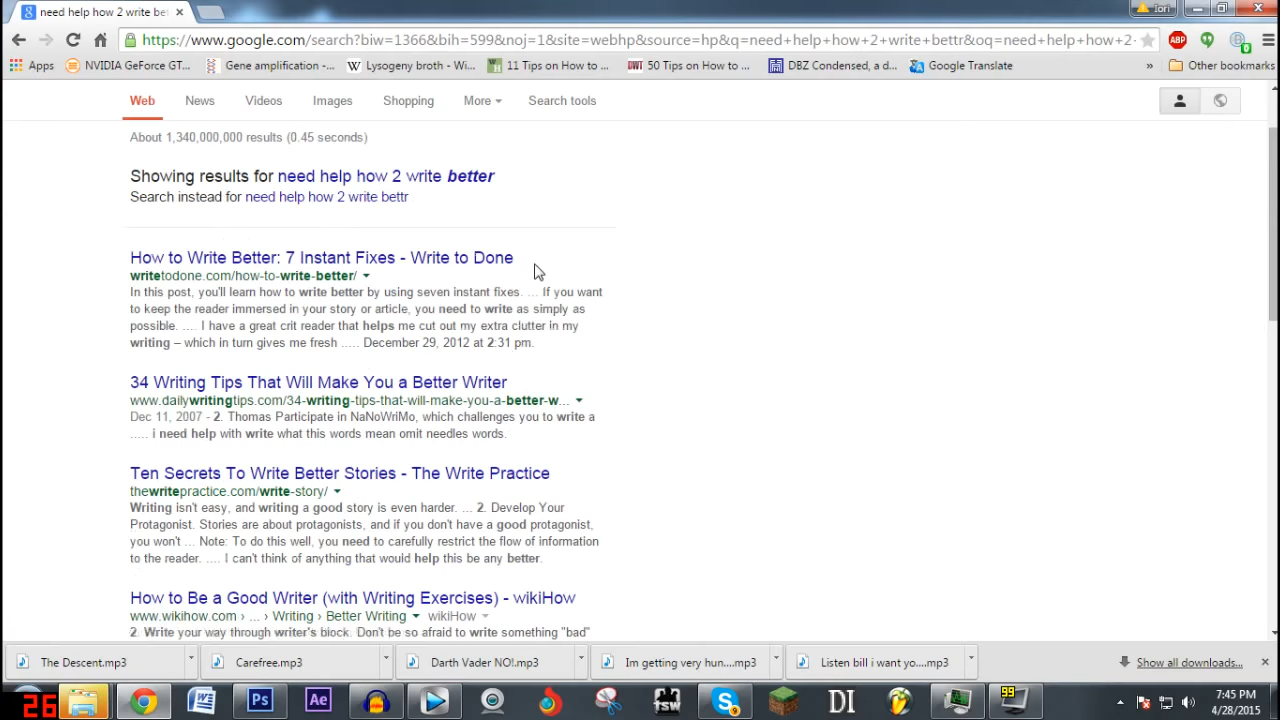 need help how 2 write be
Tori
https://www.google.com/search?biw=1366&bih=599&noj=1&site=webhp&source=hp&q=need+help+how+2+write+bettr&oq=need+help+how+2
ABP
0
Apps
NVIDIA GeForce GT...
Gene amplification -...
Lysogeny broth - Wi...
11 Tips on How to ...
50 Tips on How to ...
DBZ Condensed, a d...
Google Translate
»
Other bookmarks
Web
News
Videos
Images
Shopping
More
Search tools
About 1,340,000,000 results (0.45 seconds)
Showing results for need help how 2 write better
Search instead for need help how 2 write bettr
How to Write Better: 7 Instant Fixes - Write to Done
writetodone.com/how-to-write-better/
In this post, you'll learn how to write better by using seven instant fixes. ... If you want
to keep the reader immersed in your story or article, you need to write as simply as
possible. .... I have a great crit reader that helps me cut out my extra clutter in my
writing – which in turn gives me fresh ..... December 29, 2012 at 2:31 pm.
34 Writing Tips That Will Make You a Better Writer
www.dailywritingtips.com/34-writing-tips-that-will-make-you-a-better-w...
Dec 11, 2007 - 2. Thomas Participate in NaNoWriMo, which challenges you to write a
..... i need help with write what this words mean omit needles words.
Ten Secrets To Write Better Stories - The Write Practice
thewritepractice.com/write-story/
Writing isn't easy, and writing a good story is even harder. ... 2. Develop Your
Protagonist. Stories are about protagonists, and if you don't have a good protagonist,
you won't ... Note: To do this well, you need to carefully restrict the flow of information
to the reader. .... I can't think of anything that would help this be any better.
How to Be a Good Writer (with Writing Exercises) - wikiHow
www.wikihow.com › ... › Writing › Better Writing
wikiHow
2. Write your way through writer's block. Don't be so afraid to write something "bad"
The Descent.mp3
Carefree.mp3
Darth Vader NO!.mp3
Im getting very hun....mp3
Listen bill i want yo....mp3
Show all downloads...
26
W
Ps
Ae
TSW
S
9
DI
99
7:45 PM
4/28/2015